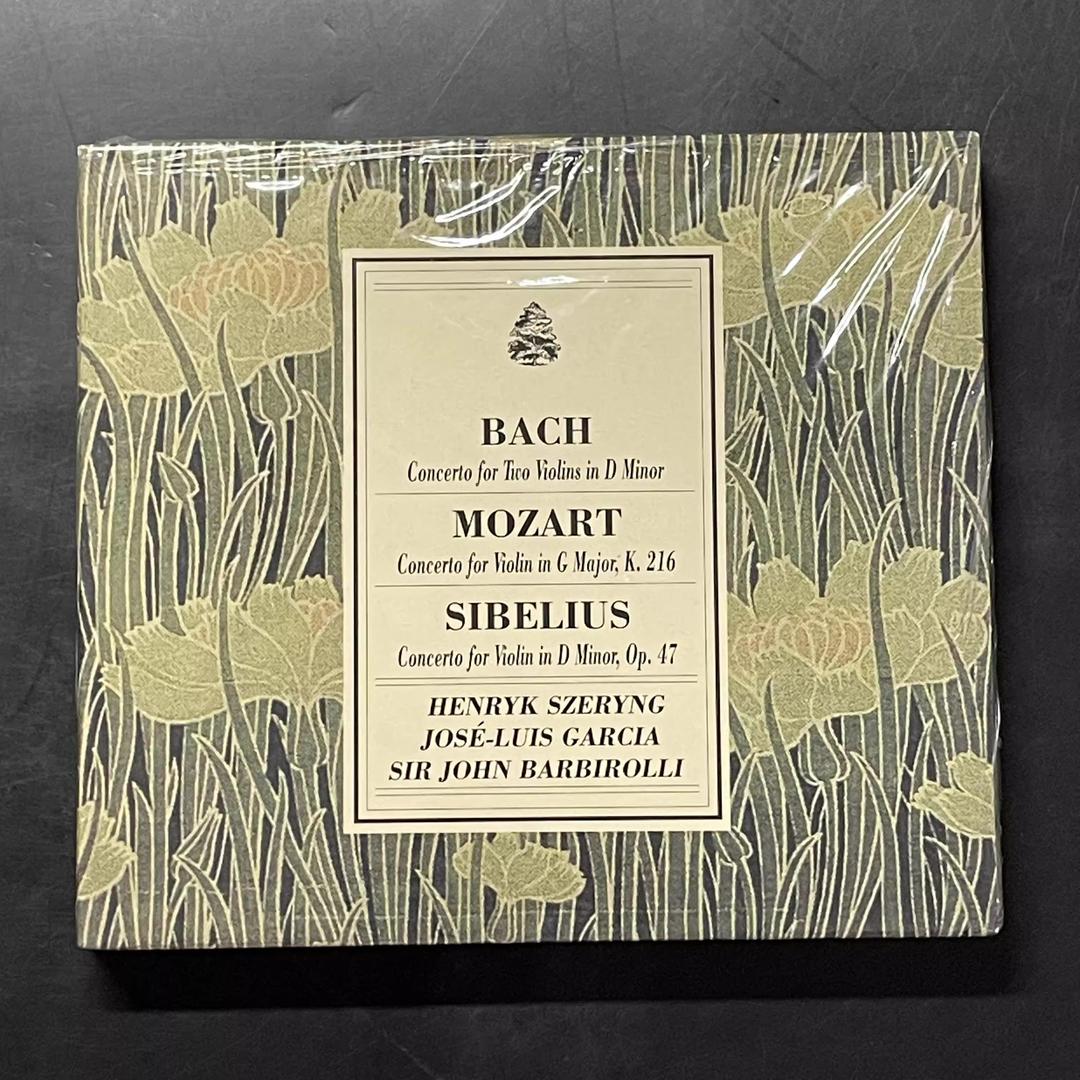 BACH
Concerto for Two Violins in D Minor
MOZART
Concerto for Violin in G Major, K. 216
SIBELIUS
Concerto for Violin in D Minor, Op. 47
HENRYK SZERYNG
JOSÉ-LUIS GARCIA
SIR JOHN BARBIROLLI